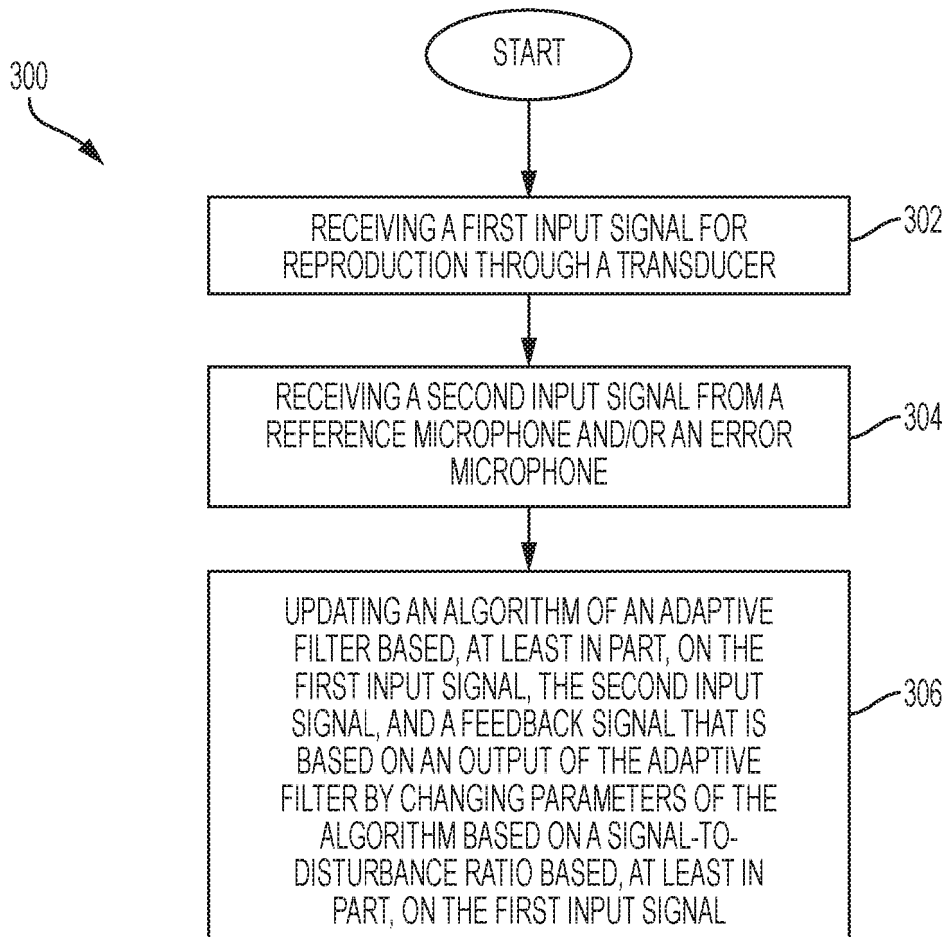 START
300
RECEIVING A FIRST INPUT SIGNAL FOR
REPRODUCTION THROUGH A TRANSDUCER
302
RECEIVING A SECOND INPUT SIGNAL FROM A
REFERENCE MICROPHONE AND/OR AN ERROR
MICROPHONE
304
UPDATING AN ALGORITHM OF AN ADAPTIVE
FILTER BASED, AT LEAST IN PART, ON THE
FIRST INPUT SIGNAL, THE SECOND INPUT
SIGNAL, AND A FEEDBACK SIGNAL THAT IS
BASED ON AN OUTPUT OF THE ADAPTIVE
FILTER BY CHANGING PARAMETERS OF THE
ALGORITHM BASED ON A SIGNAL-TO-
DISTURBANCE RATIO BASED, AT LEAST IN
PART, ON THE FIRST INPUT SIGNAL
306